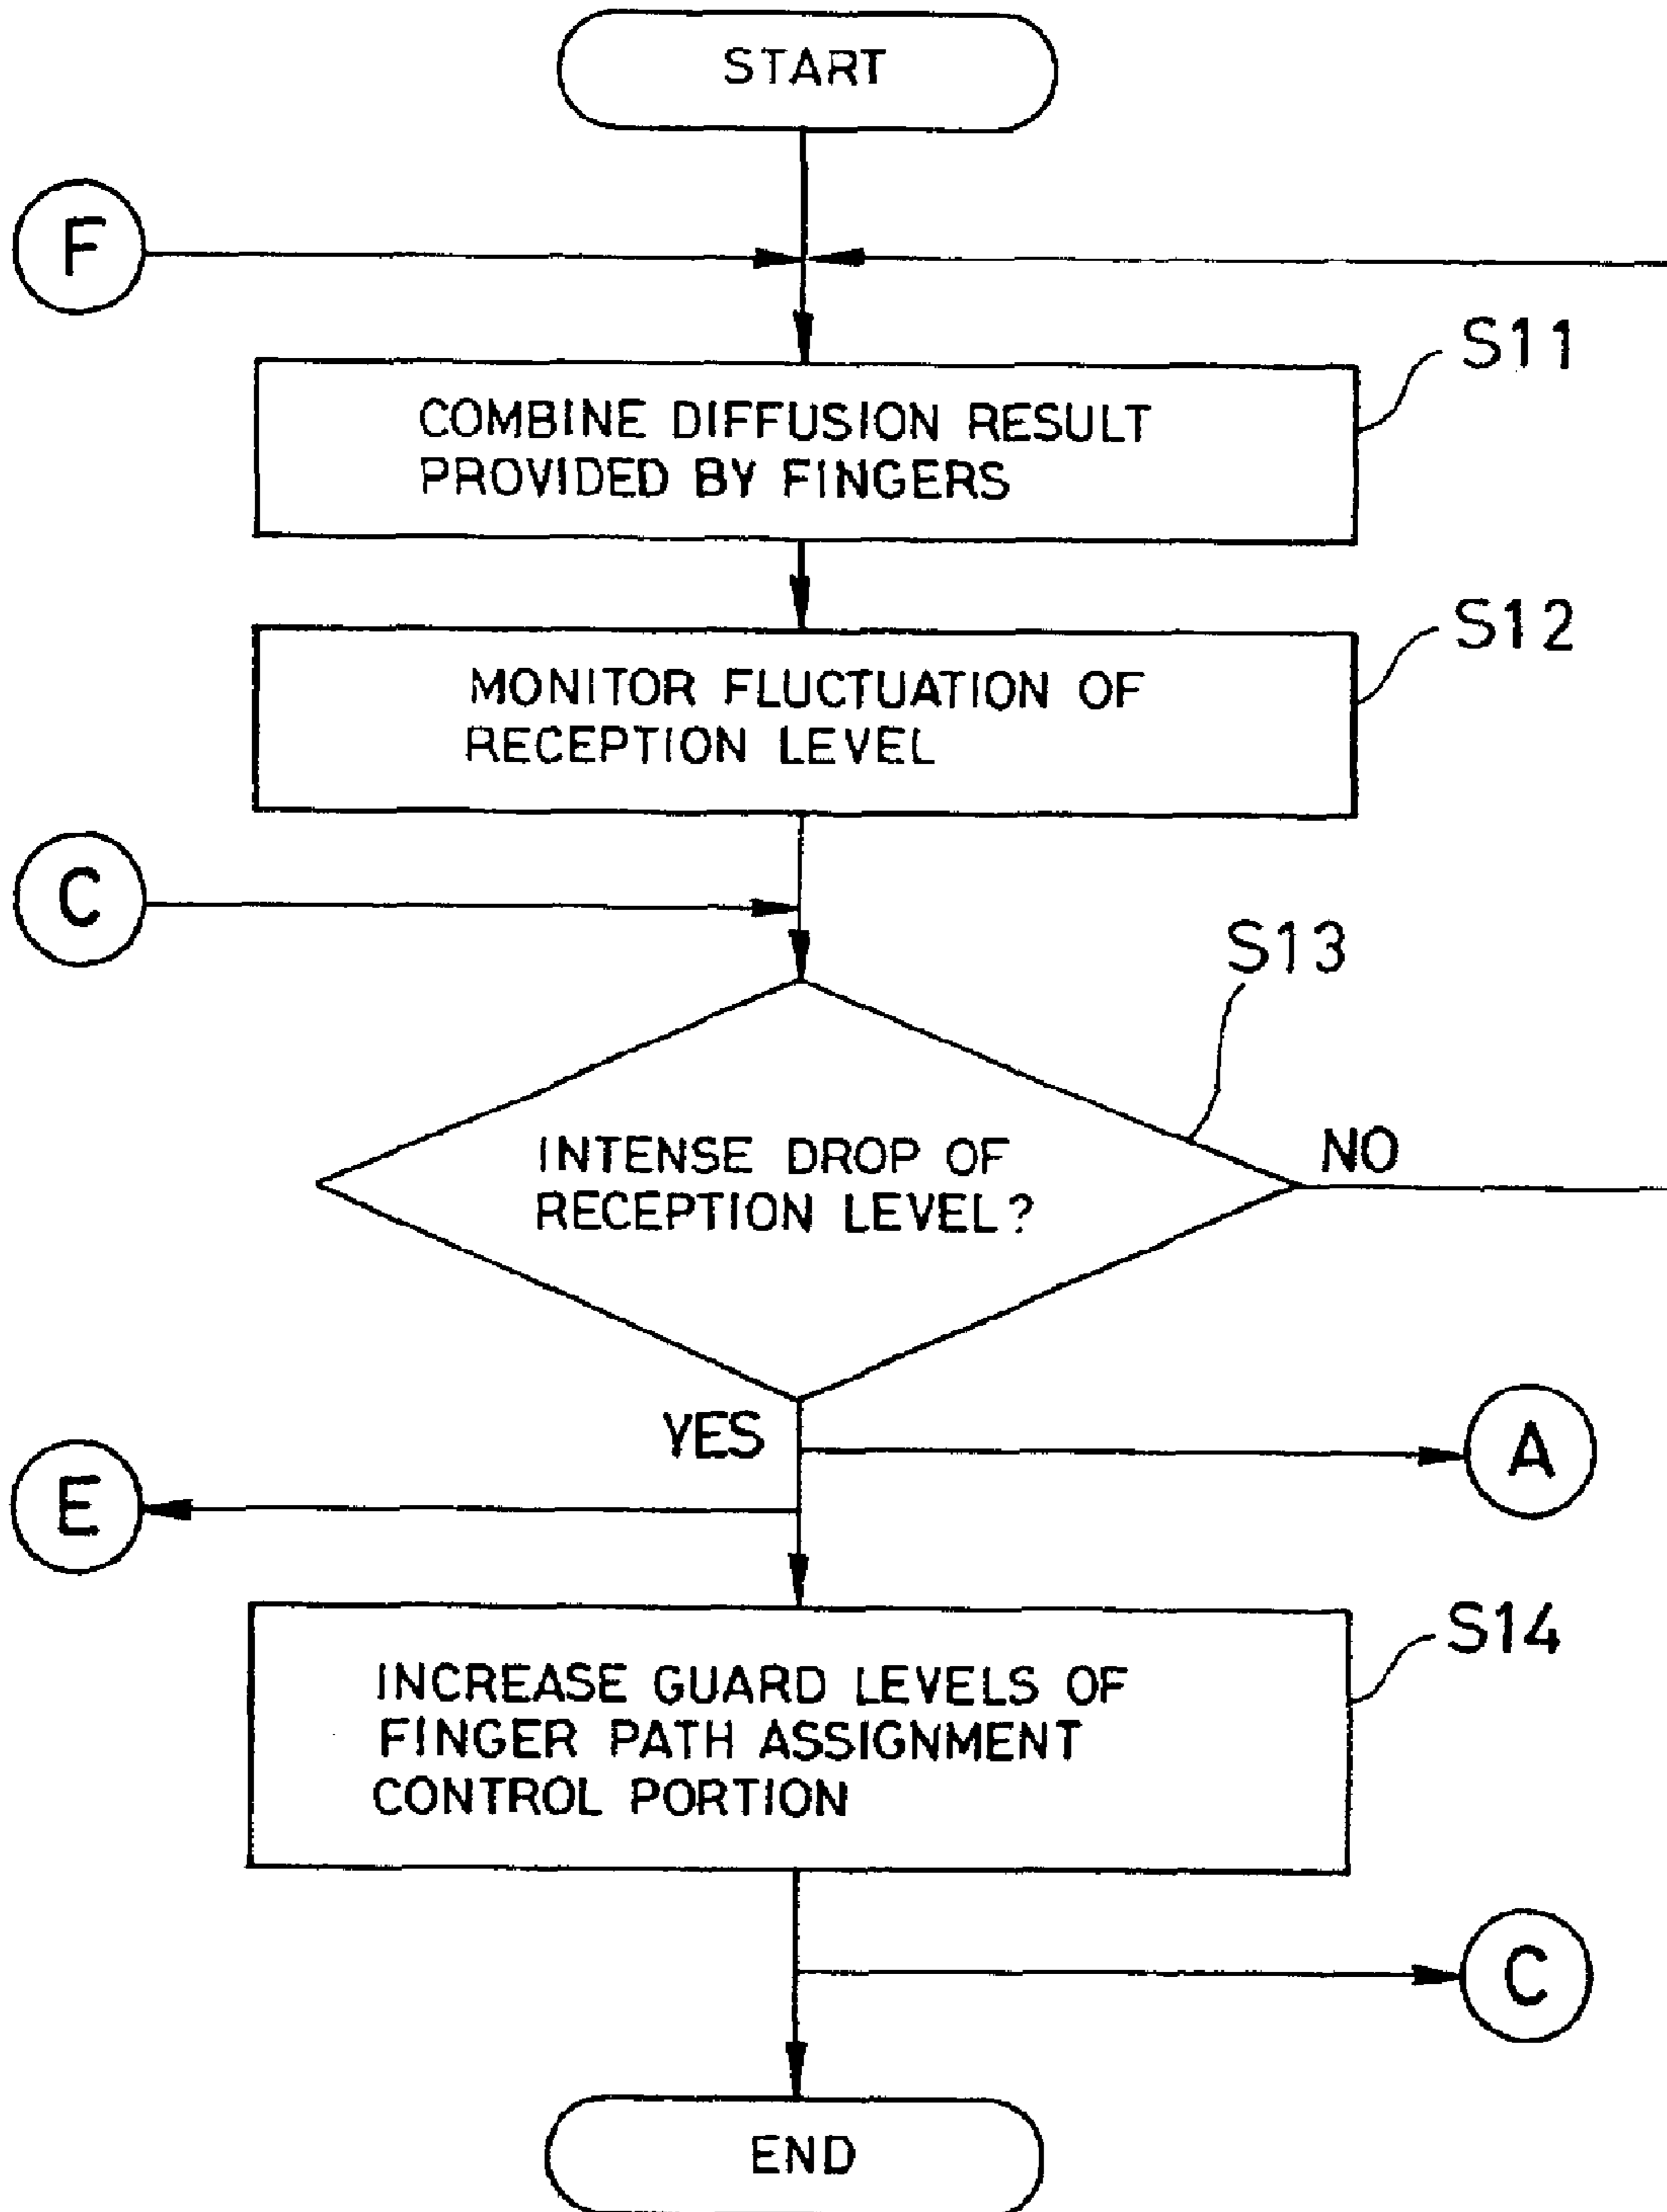 START
F
S11
COMBINE DIFFUSION RESULT
PROVIDED BY FINGERS
S12
MONITOR FLUCTUATION OF
RECEPTION LEVEL
C
S13
INTENSE DROP OF
RECEPTION LEVEL?
NO
YES
A
E
S14
INCREASE GUARD LEVELS OF
FINGER PATH ASSIGNMENT
CONTROL PORTION
C
END